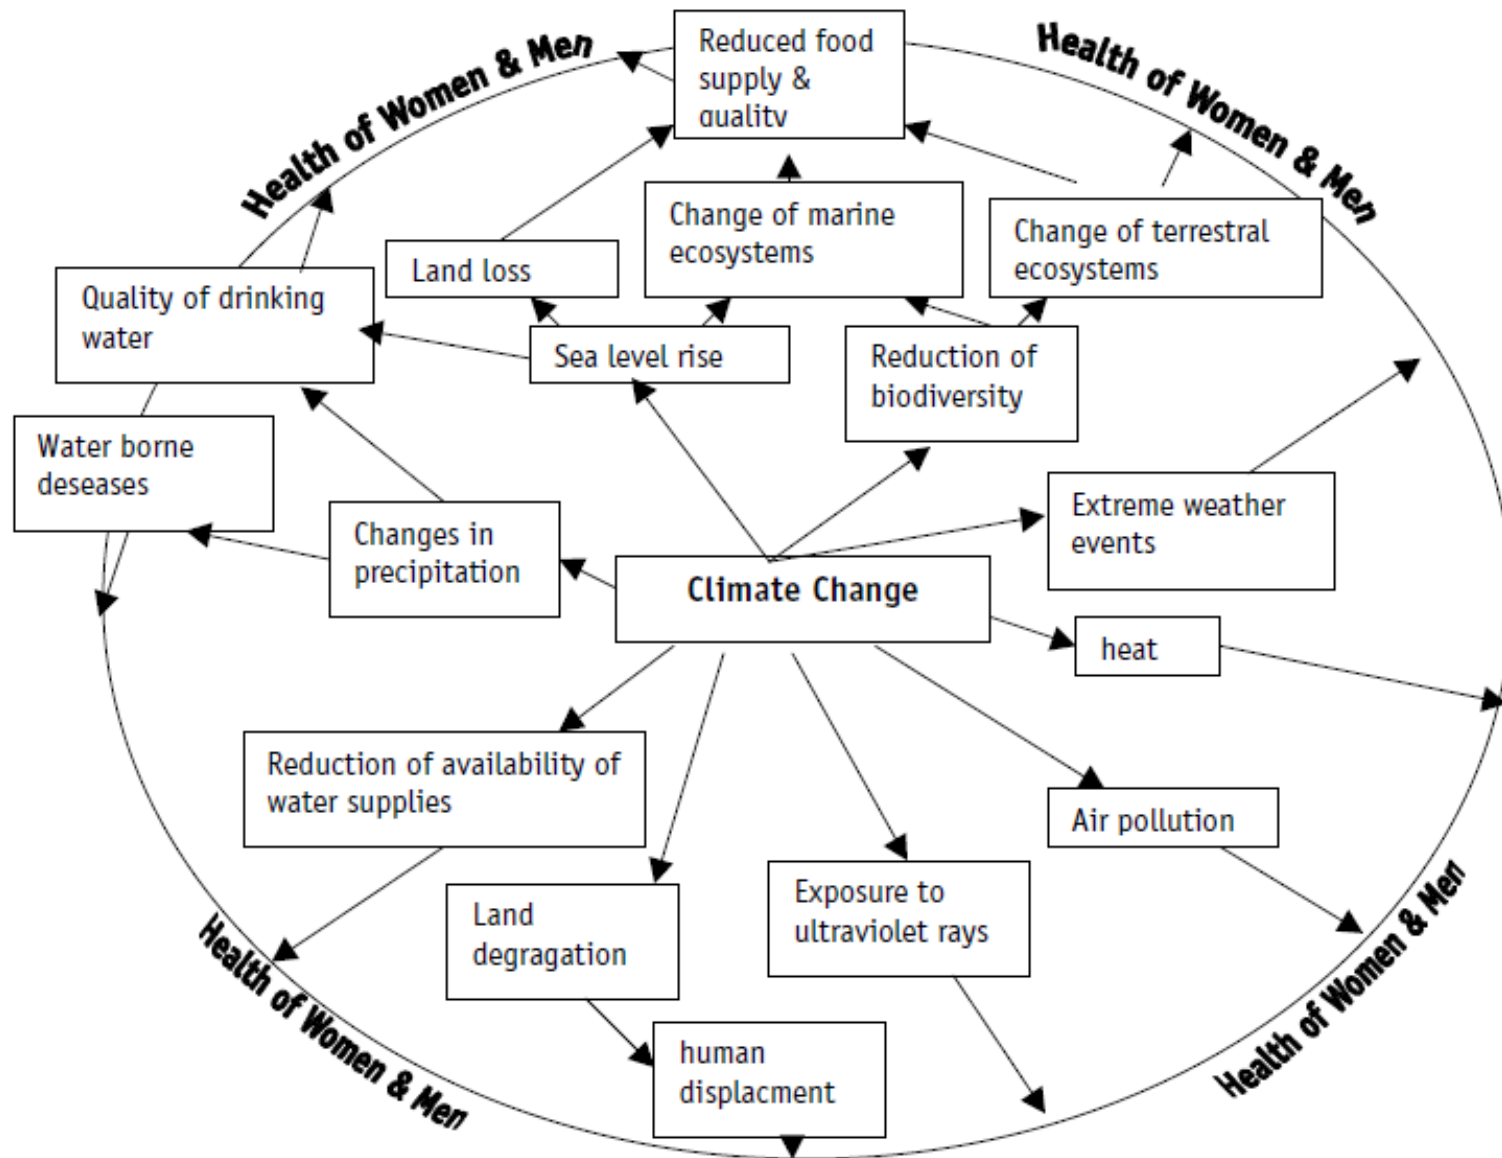 Health of Women & Men
Reduced food
supply &
quality
Health of Women & Men
Land loss
Change of marine
ecosystems
Change of terrestral
ecosystems
Quality of drinking
water
Sea level rise
Reduction of
biodiversity
Water borne
deseases
Changes in
precipitation
Extreme weather
events
Climate Change
heat
Reduction of availability of
water supplies
Air pollution
Land
degragation
Exposure to
ultraviolet rays
human
displacment
Health of Women & Men
Health of Women & Men